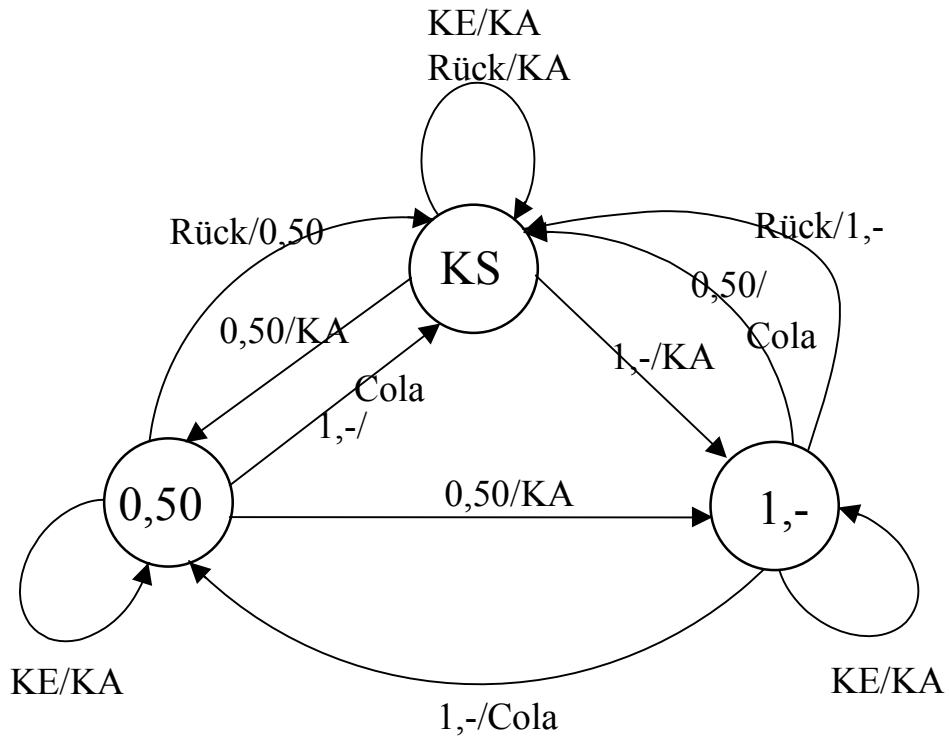 KE/KA
Rück/KA
Rück/0,50
Rück/1,-
KS
0,50/
0,50/KA
Cola
1,-/KA
Cola
1,-/
0,50
0,50/KA
1,-
KE/KA
KE/KA
1,-/Cola